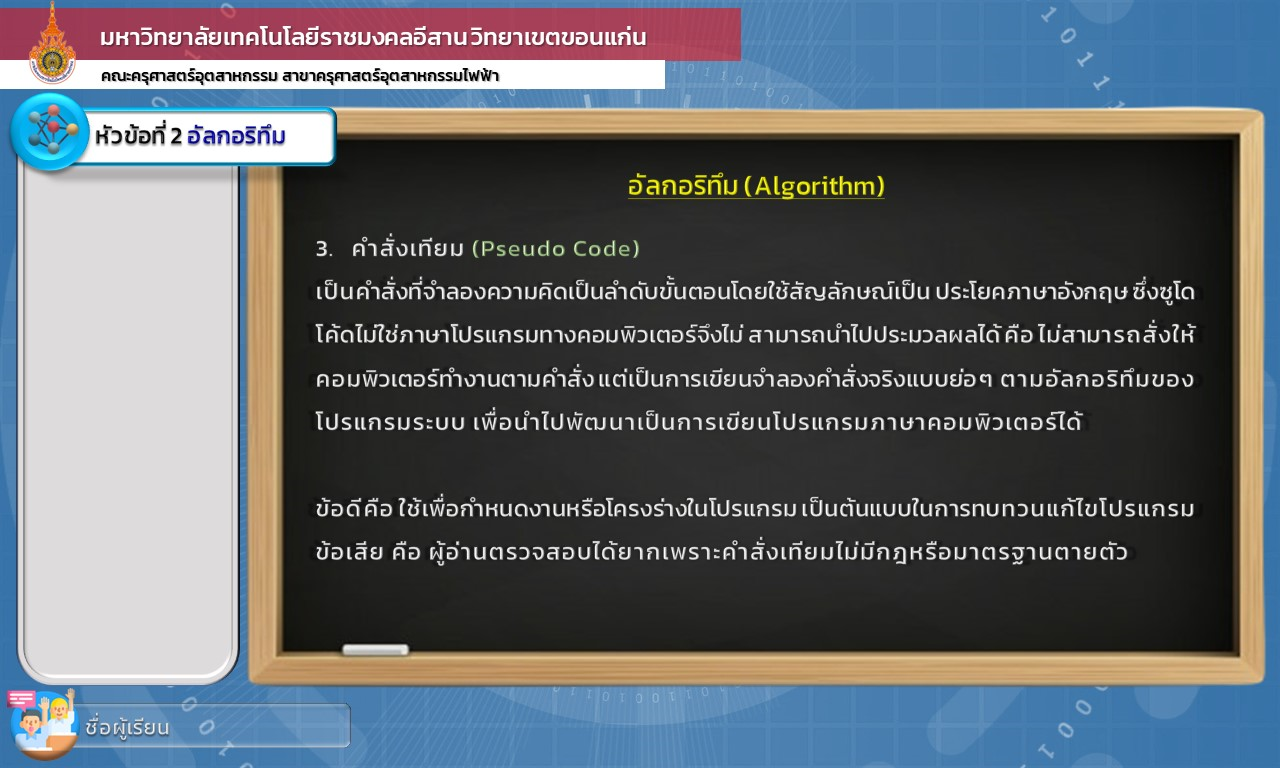 มหาวิทยาลัยเทคโนโลยีราชมงคลอีสาน วิทยาเขตขอนแก่น
คณะครุศาสตร์อุตสาหกรรม สาขาครุศาสตร์อุตสาหกรรมไฟฟ้า
หัวข้อที่ 2 อัลกอริทึม
อัลกอริทึม (Algorithm)
3. คำสั่งเทียม (Pseudo Code)
เป็นคำสั่งที่จำลองความคิดเป็นลำดับขั้นตอนโดยใช้สัญลักษณ์เป็น ประโยคภาษาอังกฤษ ซึ่งซูโด
โค้ดไม่ใช่ภาษาโปรแกรมทางคอมพิวเตอร์จึงไม่ สามารถนำไปประมวลผลได้ คือ ไม่สามารถสั่งให้
คอมพิวเตอร์ทำงานตามคำสั่ง แต่เป็นการเขียนจำลองคำสั่งจริงแบบย่อๆ ตามอัลกอริทึมของ
โปรแกรมระบบ เพื่อนำไปพัฒนาเป็นการเขียนโปรแกรมภาษาคอมพิวเตอร์ได้
ข้อดี คือ ใช้เพื่อกำหนดงานหรือโครงร่างในโปรแกรม เป็นต้นแบบในการทบทวนแก้ไขโปรแกรม
ข้อเสีย คือ ผู้อ่านตรวจสอบได้ยากเพราะคำสั่งเทียมไม่มีกฎหรือมาตรฐานตายตัว
ชื่อผู้เรียน